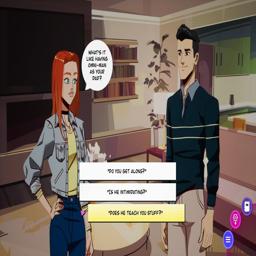 WHAT'S IT
LIKE HAVING
OMNI-MAN
AS YOUR
DAD?
"DO YOU GET ALONG?"
"IS HE INTIMIDATING?"
"DOES HE TEACH YOU STUFF?"